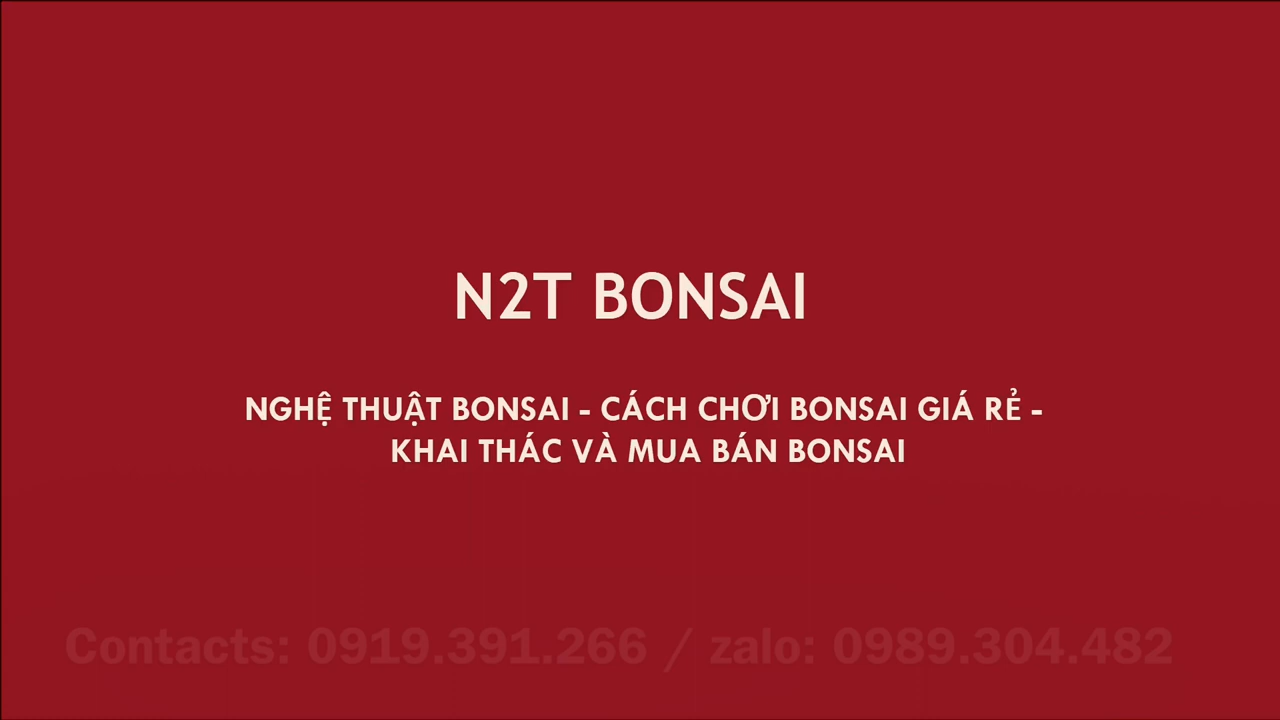 N2T BONSAI
NGHỆ THUẬT BONSAI - CÁCH CHƠI BONSAI GIÁ RẺ -
KHAI THÁC VÀ MUA BÁN BONSAI
Contacts: 0919.391.266 / zalo: 0989.304.482